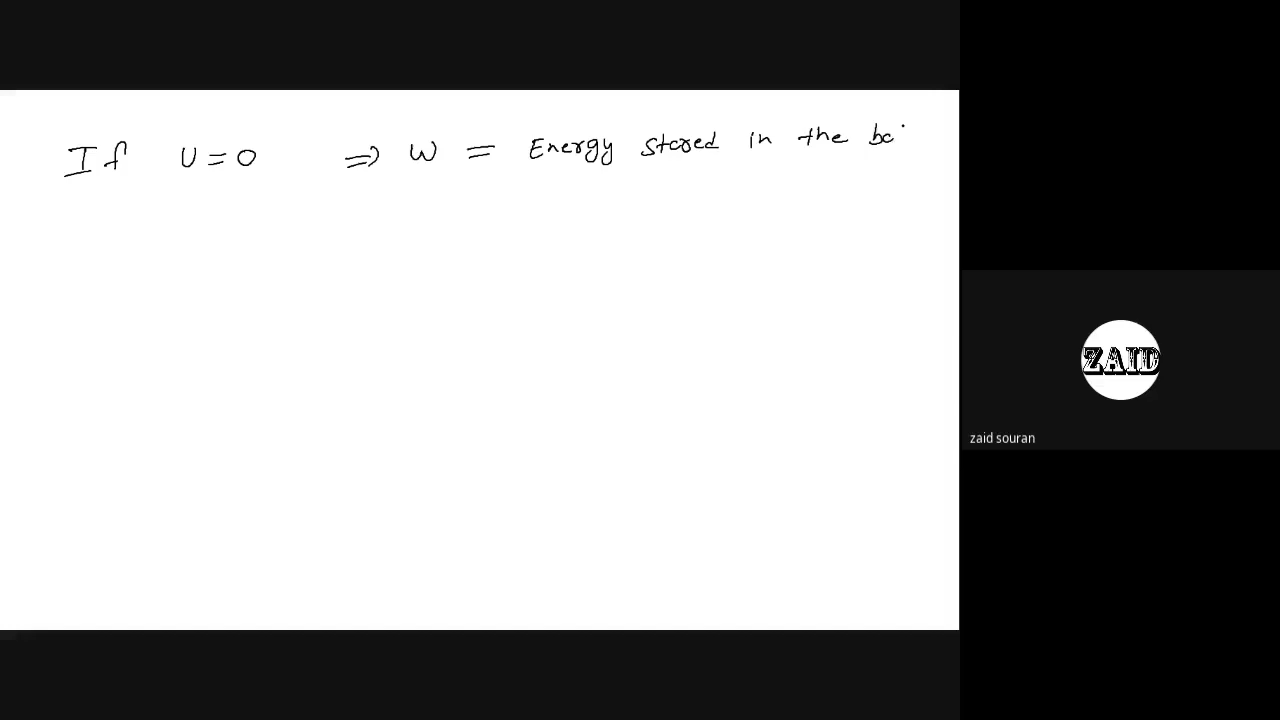 If U = 0 ⇒ W = Energy stored in the
ZAID
zaid souran